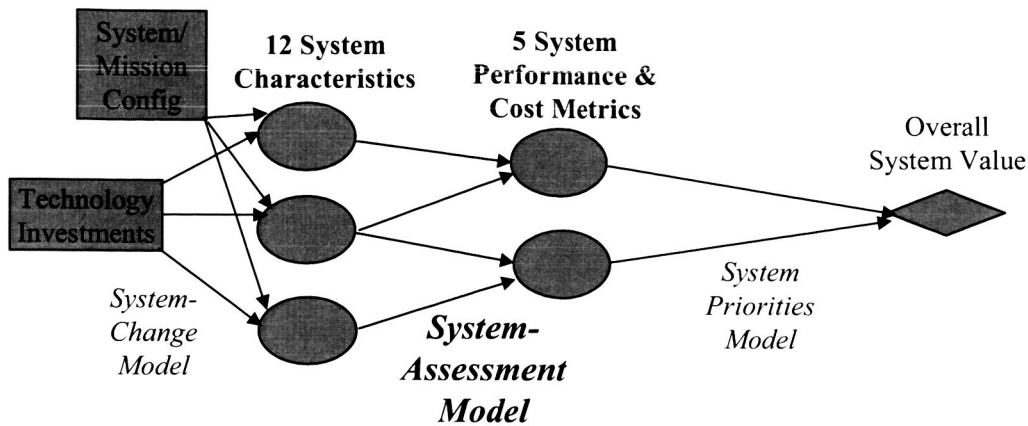 System/
Mission
Config
12 System
Characteristics
5 System
Performance &
Cost Metrics
Overall
System Value
Technology
Investments
System-
Change
Model
System-
Assessment
Model
System
Priorities
Model